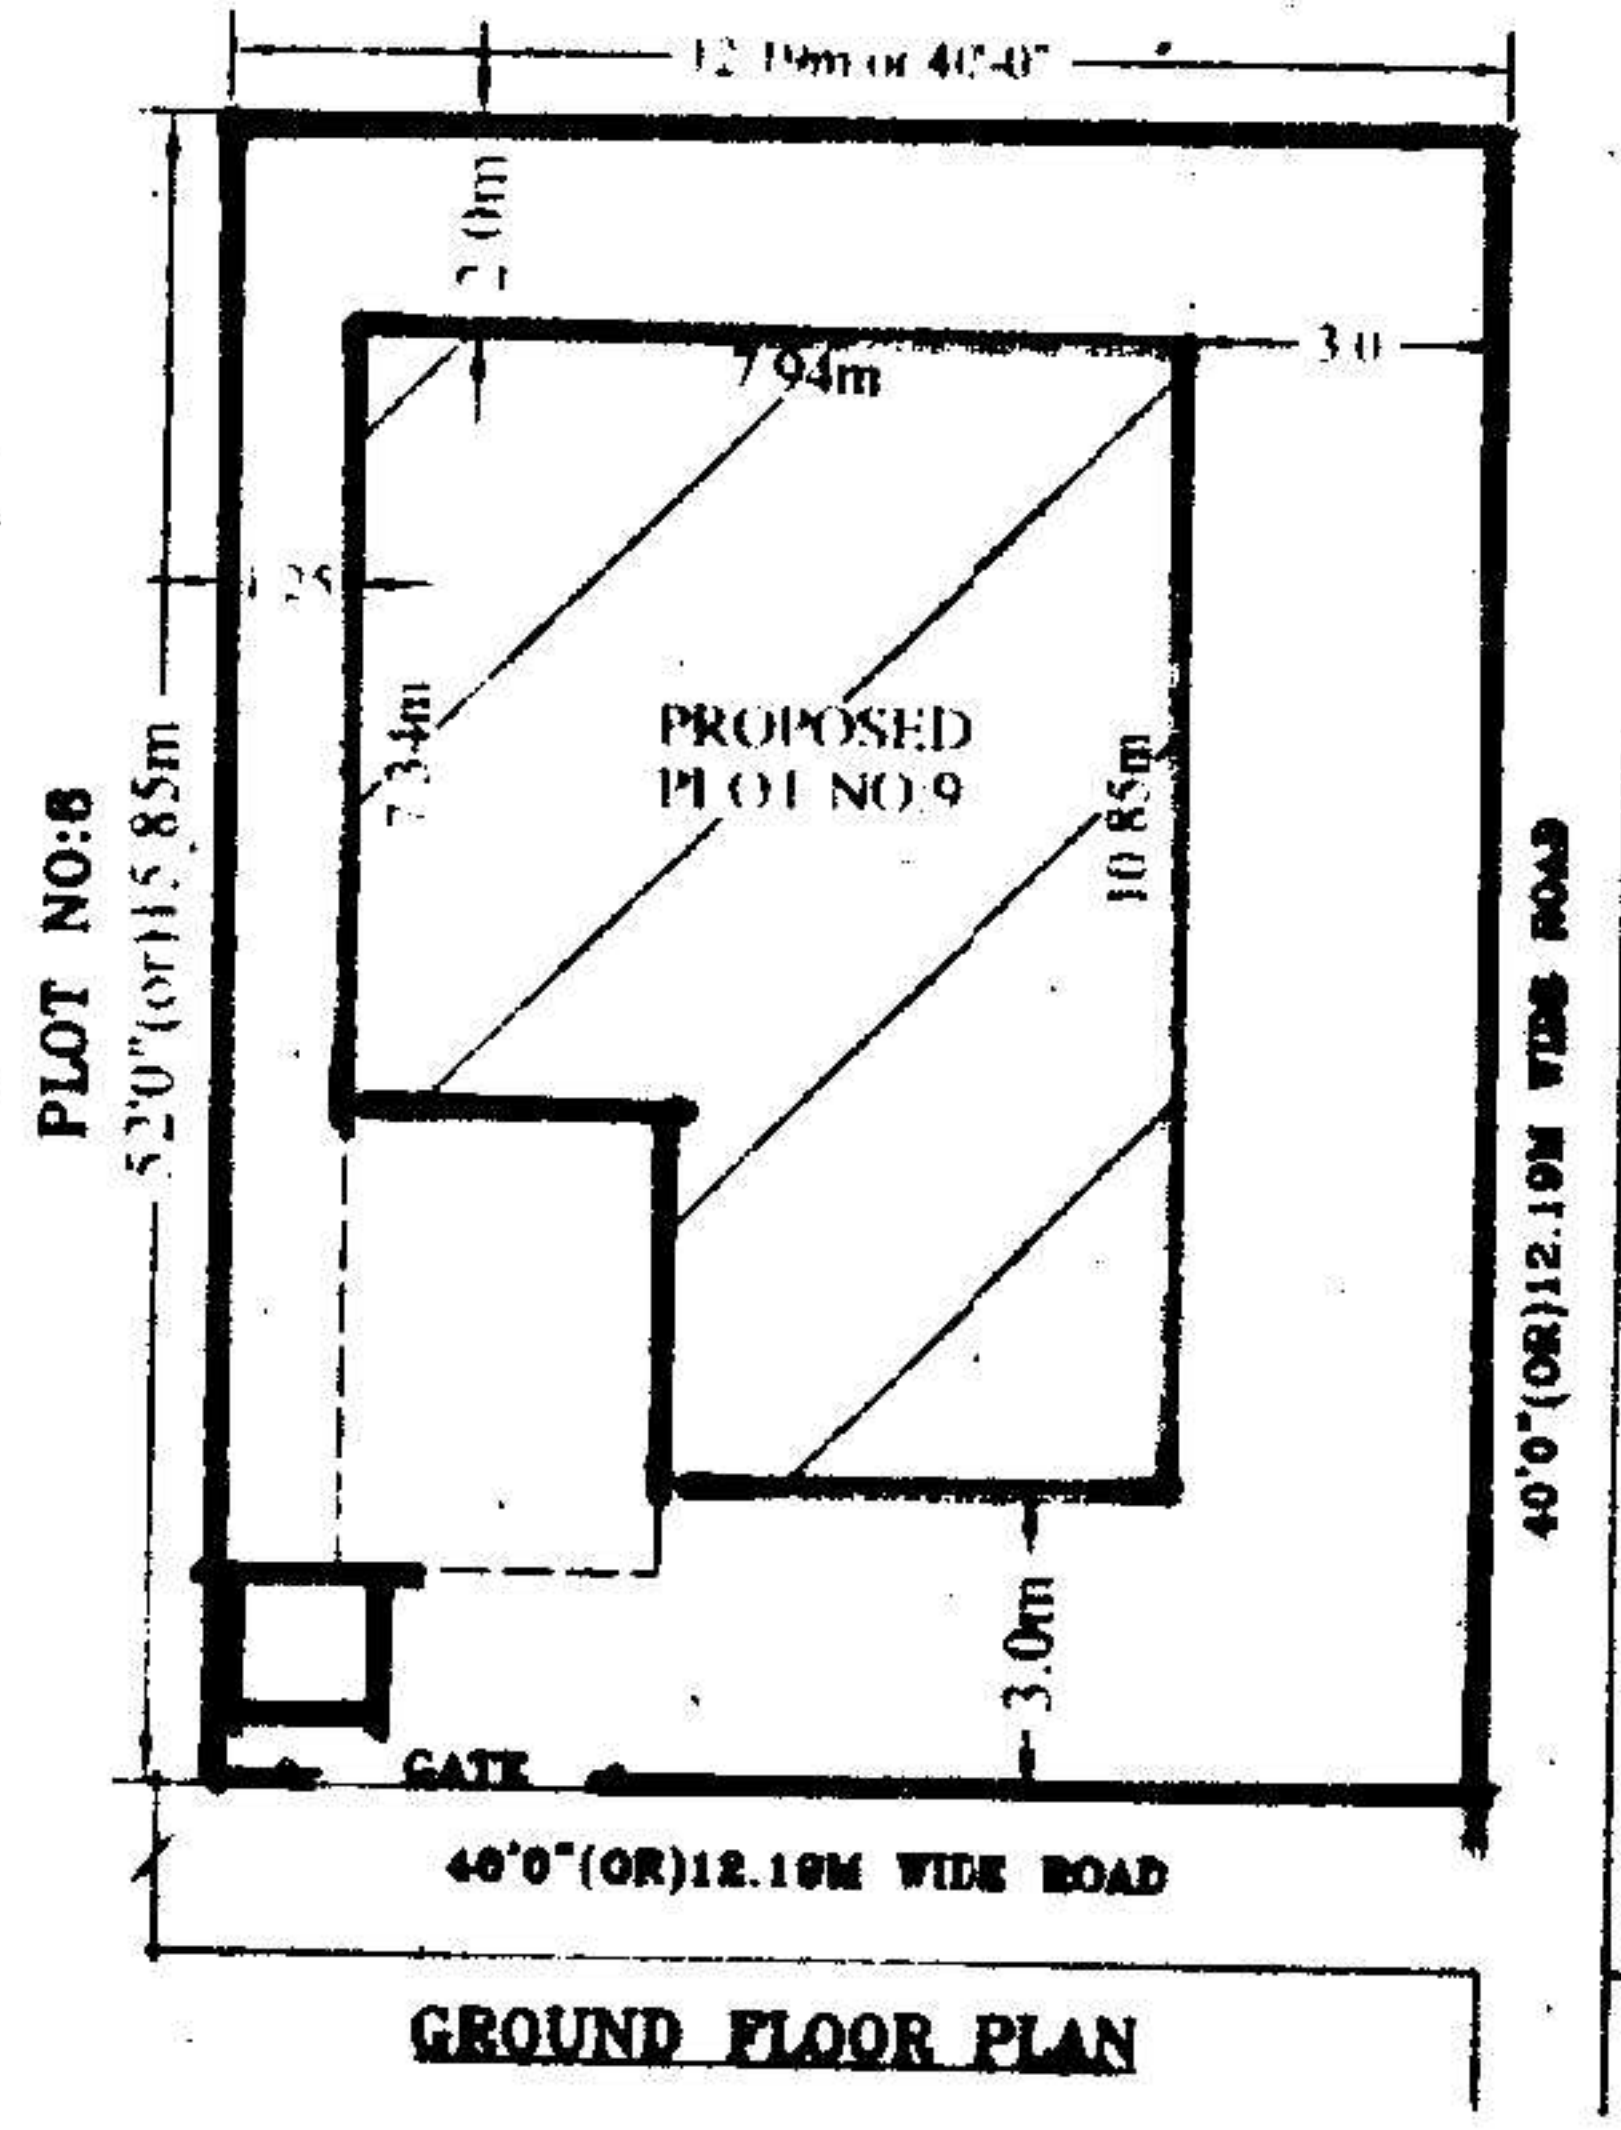 12.19m or 40'-0"
2.0m
7.94m
3.0
1.25
7.34m
PROPOSED
PLOT NO.9
10.85m
PLOT NO:8
52'0"(or)15.85m
40'0"(OR)12.19M WIDE ROAD
3.0m
GATE
40'0"(OR)12.19M WIDE ROAD
GROUND FLOOR PLAN